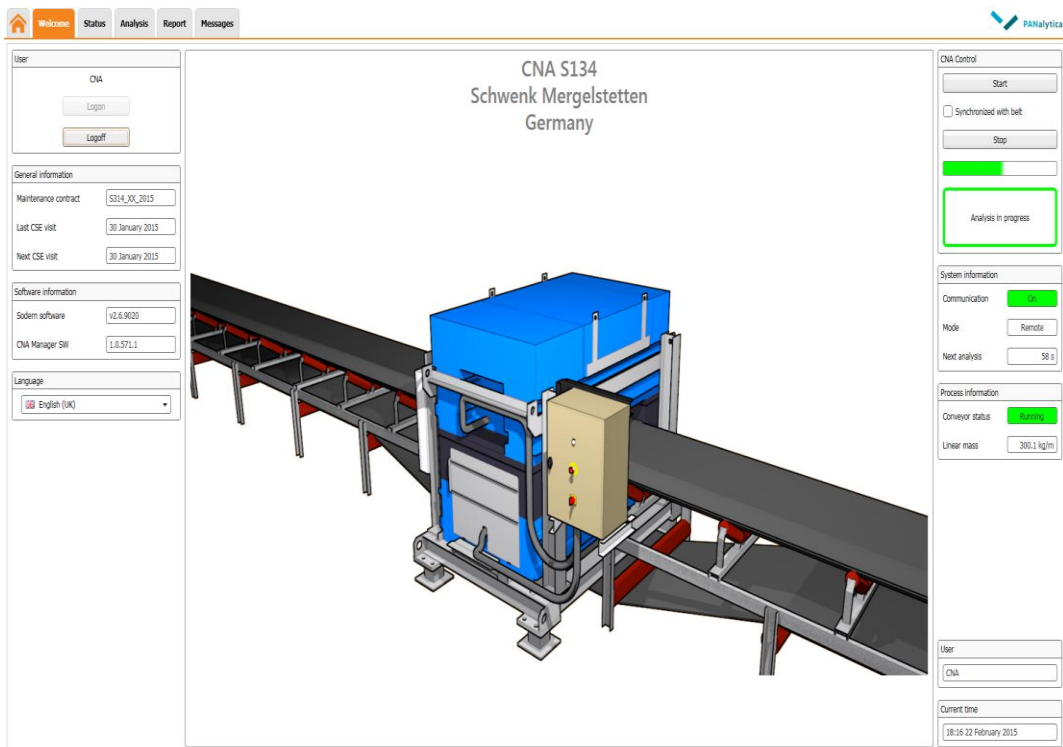 Welcome Status Analysis Report Messages
PANalytica
User
CNA
Logon
Logoff
General information
Maintenance contract S314_XX_2015
Last CSE visit 30 January 2015
Next CSE visit 30 January 2015
Software information
Sodern software v2.6.9020
CNA Manager SW 1.0.571.1
Language
English (UK)
CNA S134
Schwenk Mergelstetten
Germany
CNA Control
Start
Synchronized with belt
Stop
Analysis in progress
System information
Communication On
Mode Remote
Next analysis 58 s
Process information
Conveyor status Running
Linear mass 300.1 kg/m
User
CNA
Current time
18:16 22 February 2015